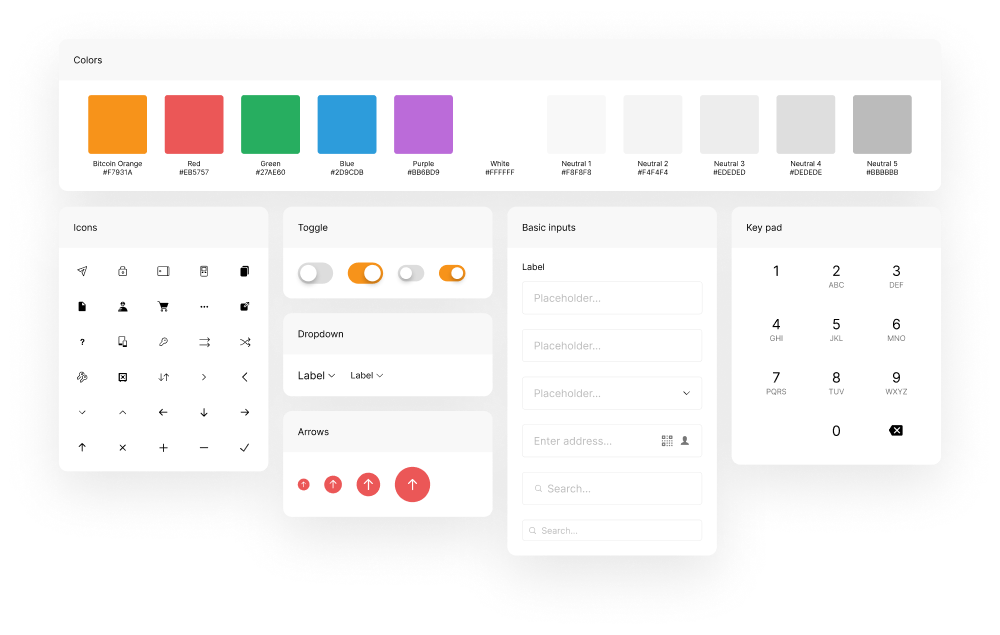 Colors
Bitcoin Orange
#F7931A
Red
#EB5757
Green
#27AE60
Blue
#2D9CDB
Purple
#BB6BD9
White
#FFFFFF
Neutral 1
#F8F8F8
Neutral 2
#F4F4F4
Neutral 3
#EDEDED
Neutral 4
#DEDEDE
Neutral 5
#BBBBBB
Icons
?
Toggle
Dropdown
Label
Label
Arrows
Basic inputs
Label
Placeholder...
Placeholder...
Placeholder...
Enter address...
Search...
Search...
Key pad
1
2
ABC
3
DEF
4
GHI
5
JKL
6
MNO
7
PQRS
8
TUV
9
WXYZ
0